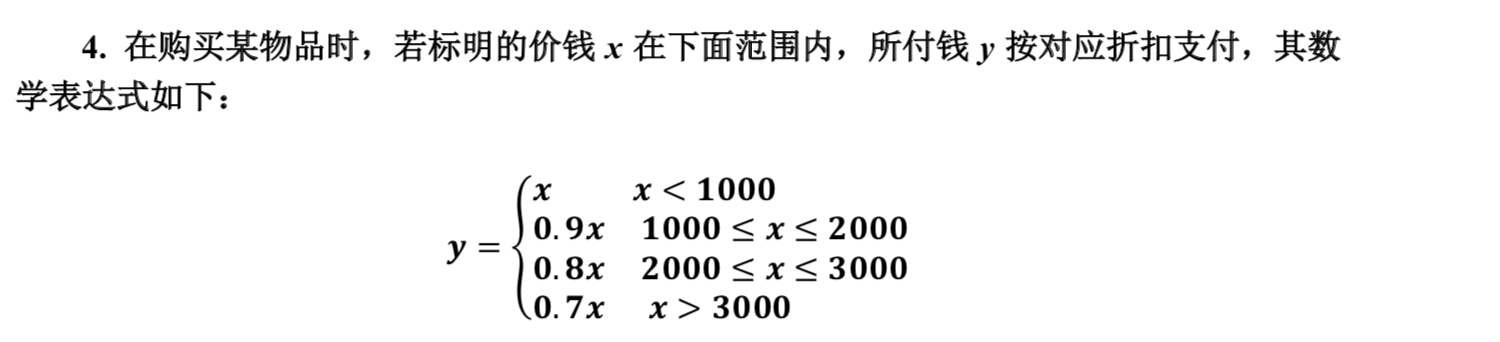 4. 在购买某物品时，若标明的价钱 x 在下面范围内，所付钱 y 按对应折扣支付，其数
学表达式如下：
y = { x x < 1000
0.9x 1000 ≤ x ≤ 2000
0.8x 2000 ≤ x ≤ 3000
0.7x x > 3000